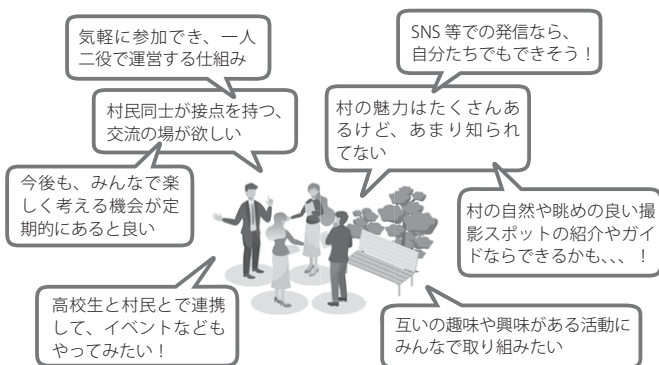 気軽に参加でき、一人
二役で運営する仕組み
SNS 等での発信なら、
自分たちでもできそう！
村民同士が接点を持つ、
交流の場が欲しい
村の魅力はたくさんあ
るけど、あまり知られ
てない
今後も、みんなで楽
しく考える機会が定
期的にあると良い
村の自然や眺めの良い撮
影スポットの紹介やガイ
ドならできるかも、、、！
高校生と村民とで連携
して、イベントなども
やってみたい！
互いの趣味や興味がある活動に
みんなで取り組みたい